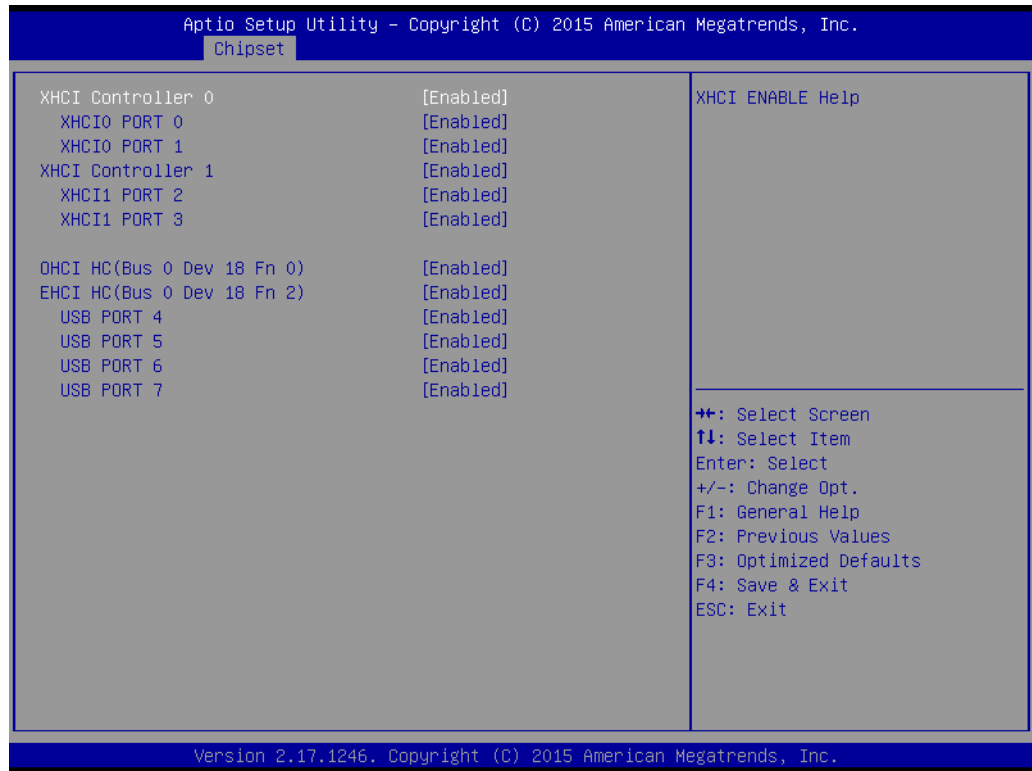 Aptio Setup Utility – Copyright (C) 2015 American Megatrends, Inc.
Chipset
XHCI Controller 0 [Enabled]
XHCI0 PORT 0 [Enabled]
XHCI0 PORT 1 [Enabled]
XHCI Controller 1 [Enabled]
XHCI1 PORT 2 [Enabled]
XHCI1 PORT 3 [Enabled]
OHCI HC(Bus 0 Dev 18 Fn 0) [Enabled]
EHCI HC(Bus 0 Dev 18 Fn 2) [Enabled]
USB PORT 4 [Enabled]
USB PORT 5 [Enabled]
USB PORT 6 [Enabled]
USB PORT 7 [Enabled]
XHCI ENABLE Help
→←: Select Screen
↑↓: Select Item
Enter: Select
+/-: Change Opt.
F1: General Help
F2: Previous Values
F3: Optimized Defaults
F4: Save & Exit
ESC: Exit
Version 2.17.1246. Copyright (C) 2015 American Megatrends, Inc.